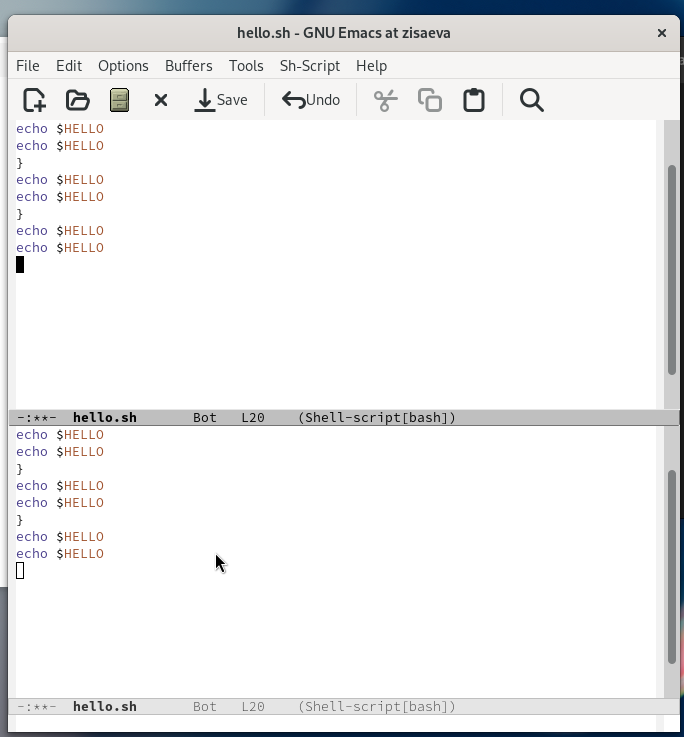 hello.sh - GNU Emacs at zisaeva ×
File Edit Options Buffers Tools Sh-Script Help
Save Undo
echo $HELLO
echo $HELLO
}
echo $HELLO
echo $HELLO
}
echo $HELLO
echo $HELLO
-:**- hello.sh Bot L20 (Shell-script[bash])
echo $HELLO
echo $HELLO
}
echo $HELLO
echo $HELLO
}
echo $HELLO
echo $HELLO
-:**- hello.sh Bot L20 (Shell-script[bash])